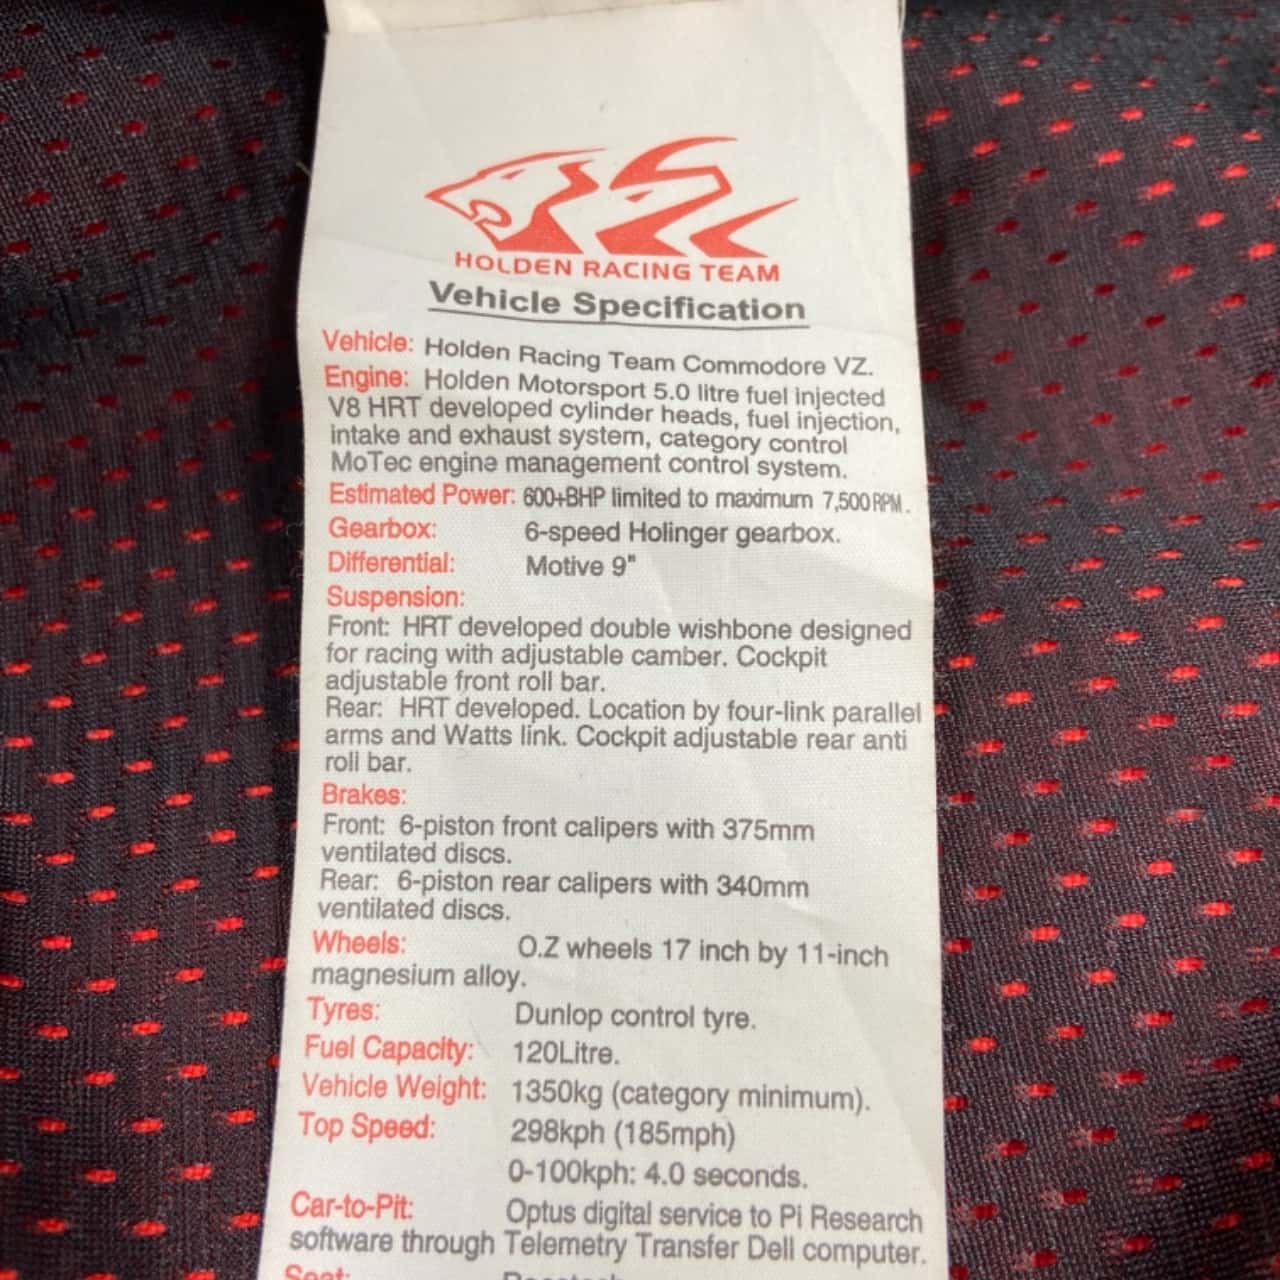 HOLDEN RACING TEAM
Vehicle Specification
Vehicle: Holden Racing Team Commodore VZ.
Engine: Holden Motorsport 5.0 litre fuel injected
V8 HRT developed cylinder heads, fuel injection,
intake and exhaust system, category control
MoTec engine management control system.
Estimated Power: 600+BHP limited to maximum 7,500RPM.
Gearbox: 6-speed Holinger gearbox.
Differential: Motive 9"
Suspension:
Front: HRT developed double wishbone designed
for racing with adjustable camber. Cockpit
adjustable front roll bar.
Rear: HRT developed. Location by four-link parallel
arms and Watts link. Cockpit adjustable rear anti
roll bar.
Brakes:
Front: 6-piston front calipers with 375mm
ventilated discs.
Rear: 6-piston rear calipers with 340mm
ventilated discs.
Wheels: O.Z wheels 17 inch by 11-inch
magnesium alloy.
Tyres: Dunlop control tyre.
Fuel Capacity: 120Litre.
Vehicle Weight: 1350kg (category minimum).
Top Speed: 298kph (185mph)
0-100kph: 4.0 seconds.
Car-to-Pit: Optus digital service to Pi Research
software through Telemetry Transfer Dell computer.
Seat: